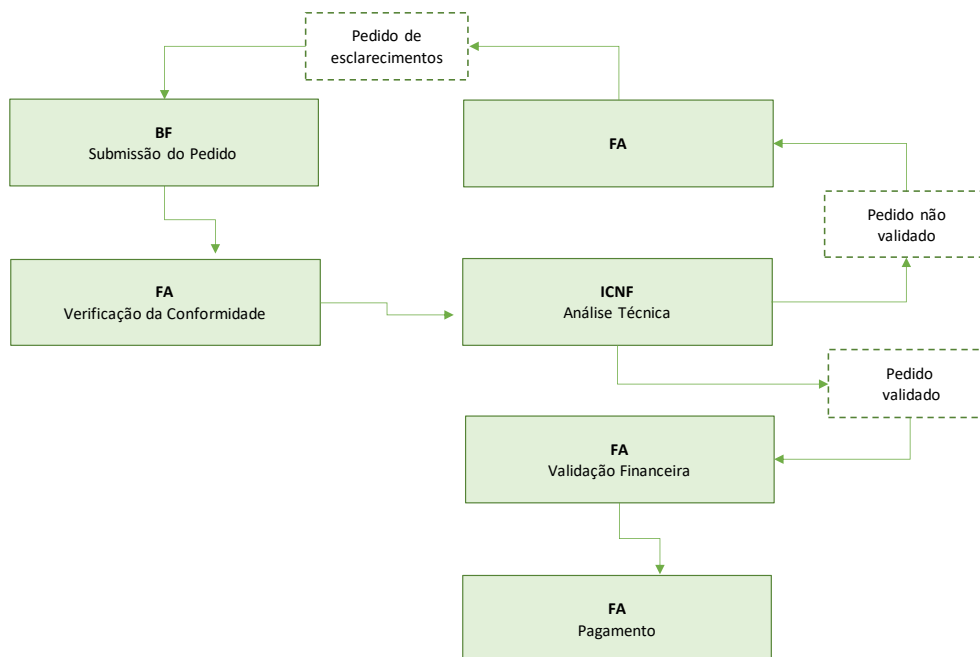 Pedido de
esclarecimentos
BF
Submissão do Pedido
FA
Pedido não
validado
FA
Verificação da Conformidade
ICNF
Análise Técnica
Pedido
validado
FA
Validação Financeira
FA
Pagamento